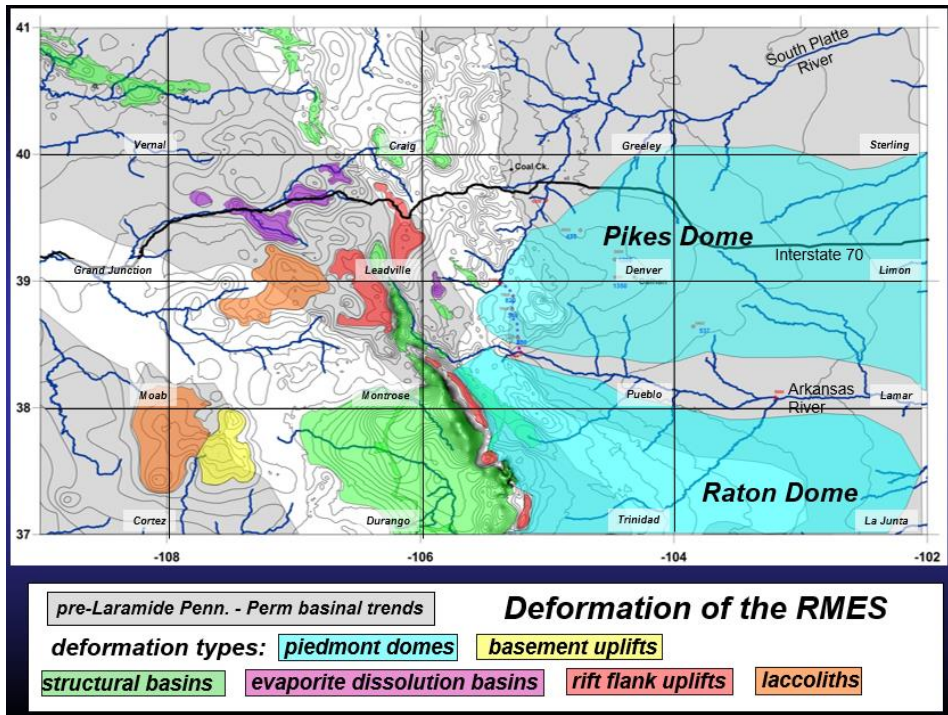 41
South Platte
River
Vernal
Craig
Greeley
Sterling
40
Coal Ck.
Pikes Dome
Interstate 70
Grand Junction
Leadville
Denver
Limon
39
1380
537
Moab
Montrose
Pueblo
Arkansas
River
Lamar
38
Raton Dome
Cortez
Durango
Trinidad
La Junta
37
-108
-106
-104
-102
pre-Laramide Penn. - Perm basinal trends
Deformation of the RMES
deformation types:
piedmont domes
basement uplifts
structural basins
evaporite dissolution basins
rift flank uplifts
laccoliths